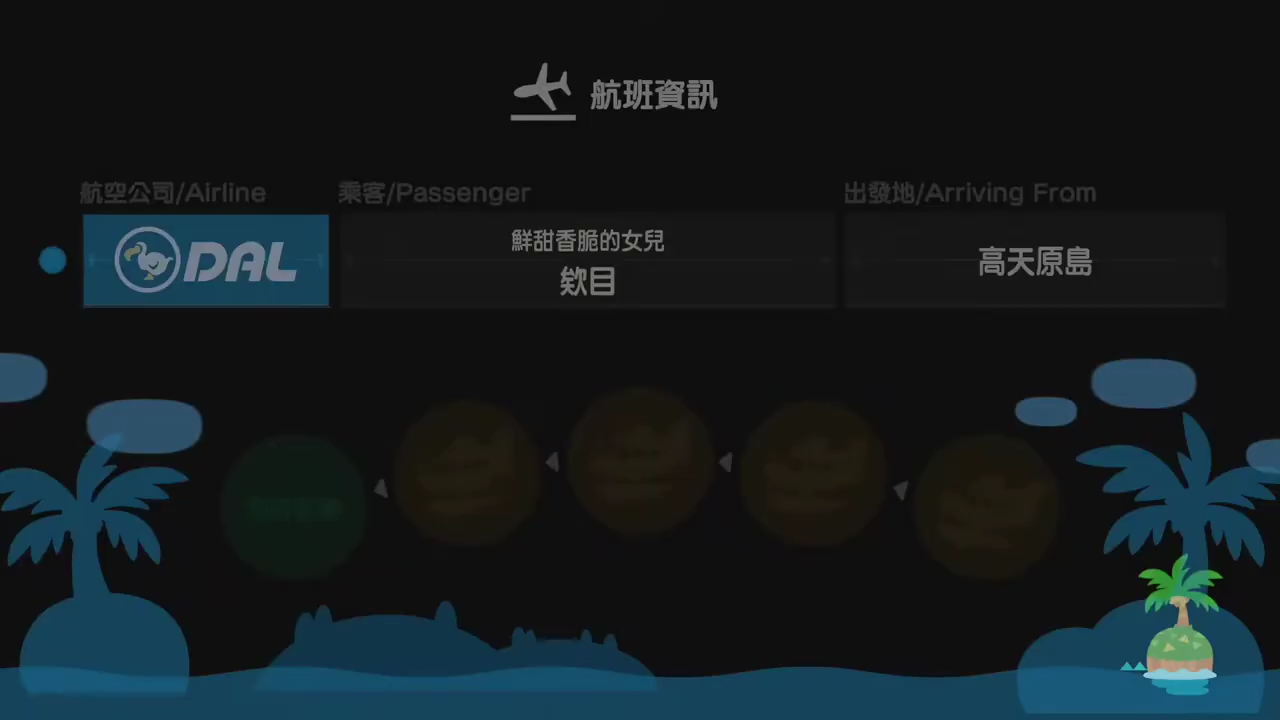 航班資訊
航空公司/Airline
乘客/Passenger
出發地/Arriving From
DAL
鮮甜香脆的女兒
欸目
高天原島